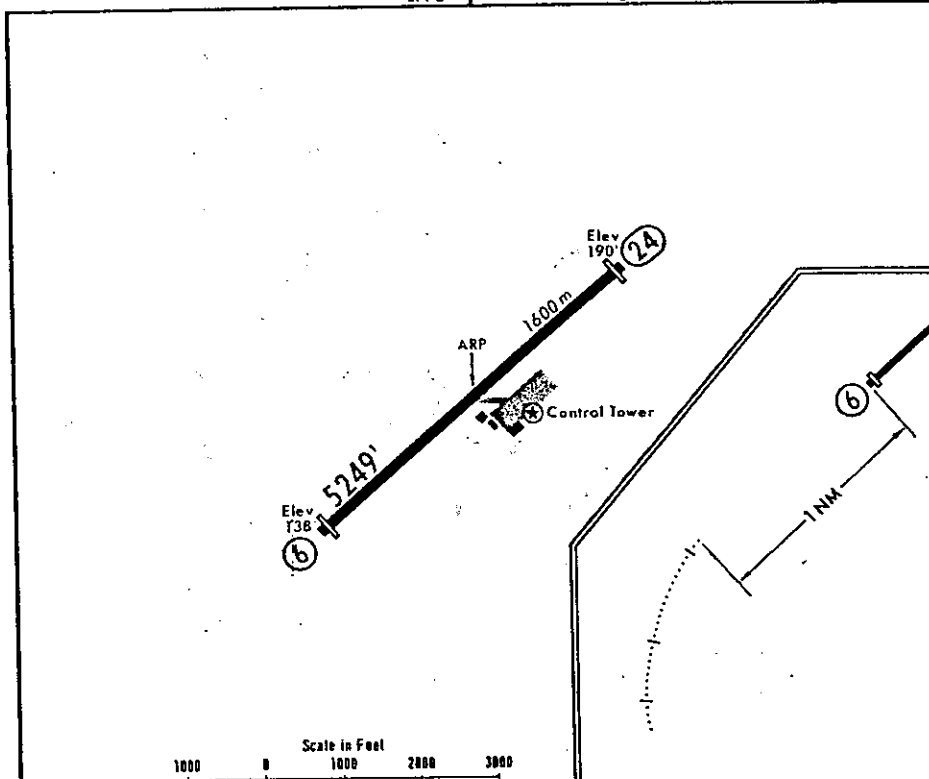 Elev
190'
24
1600m
ARP
Control Tower
6
5249'
Elev
138'
6
1 NM
Scale in Feet
1000 0 1000 2000 3000